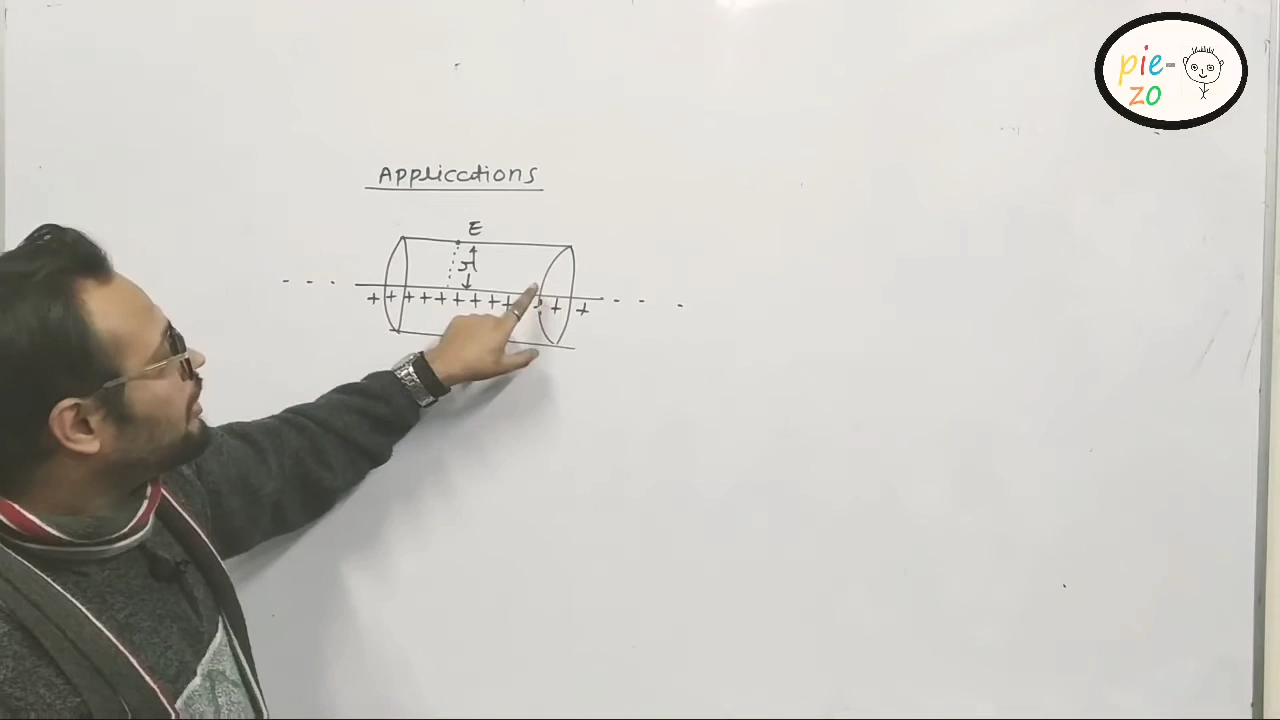 Applications
E
r
- - - + + + + + + + + + + + + - - -
pie-
zo